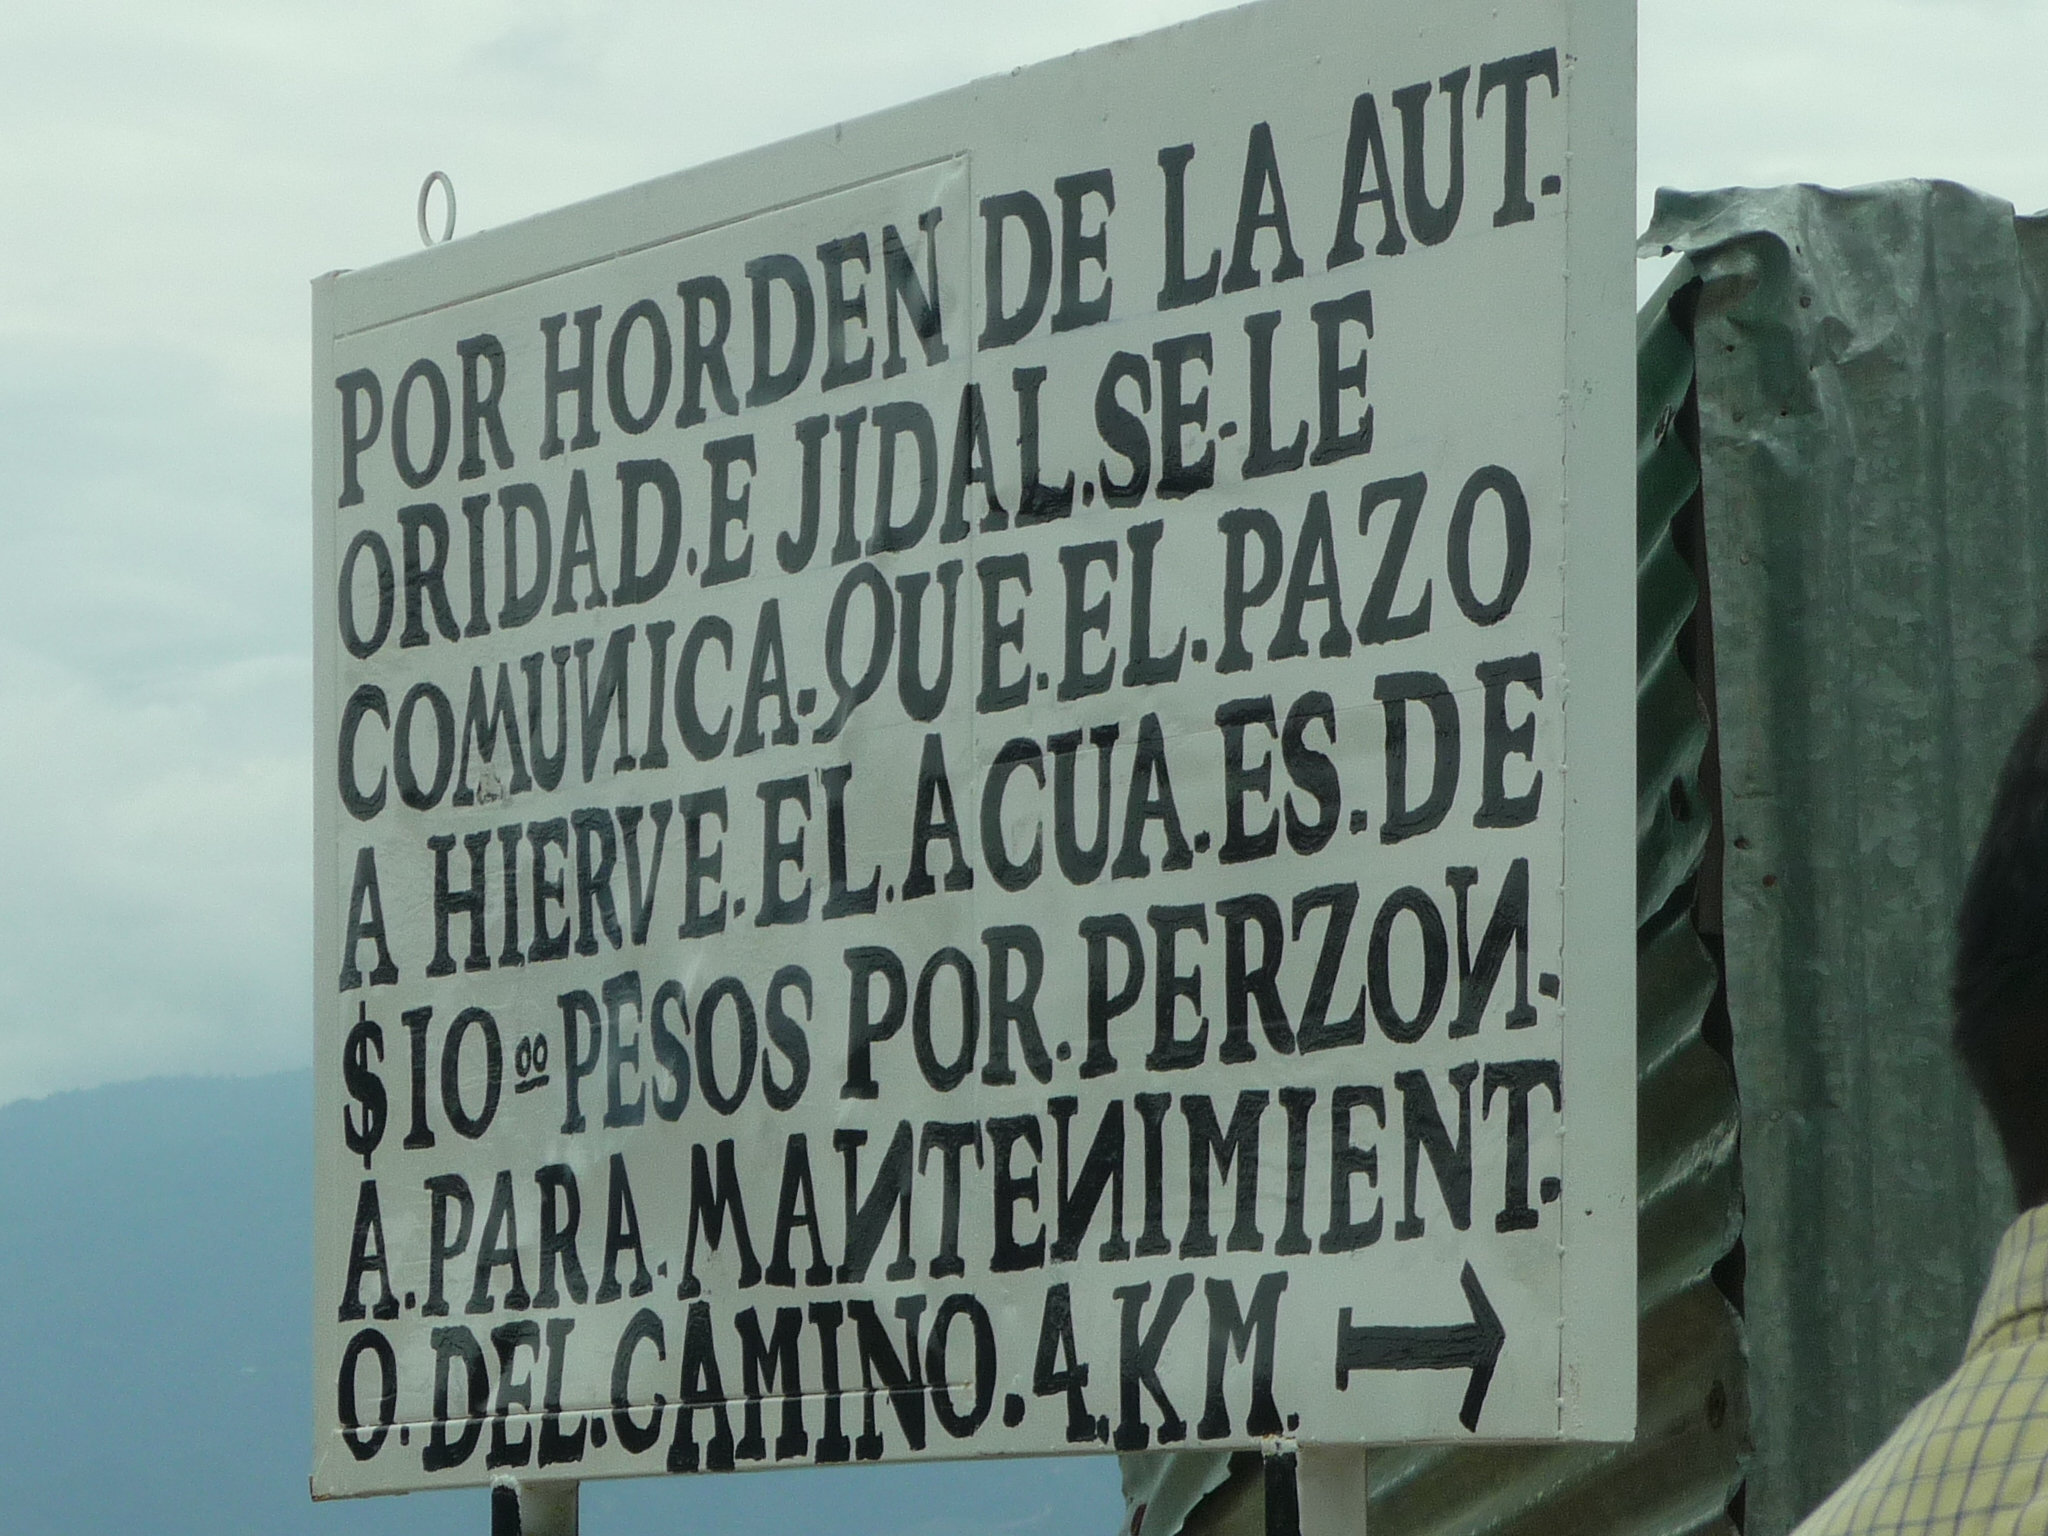 POR HORDEN DE LA AUT.
ORIDAD.E JIDAL.SE-LE
COMUNICA.QUE.EL.PAZO
A HIERVE.EL.ACUA.ES.DE
$10.00 PESOS POR.PERZON.
A.PARA.MANTENIMIENT.
O.DEL.CAMINO.4.KM. →